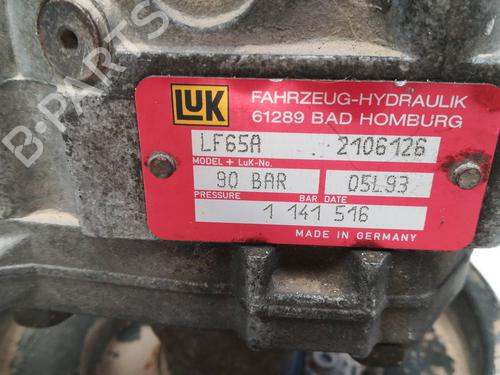 LUK
FAHRZEUG-HYDRAULIK
61289 BAD HOMBURG
LF65A 2106126
MODEL + LuK-No.
90 BAR 05L93
PRESSURE BAR DATE
1 141 516
MADE IN GERMANY
B-PARTS